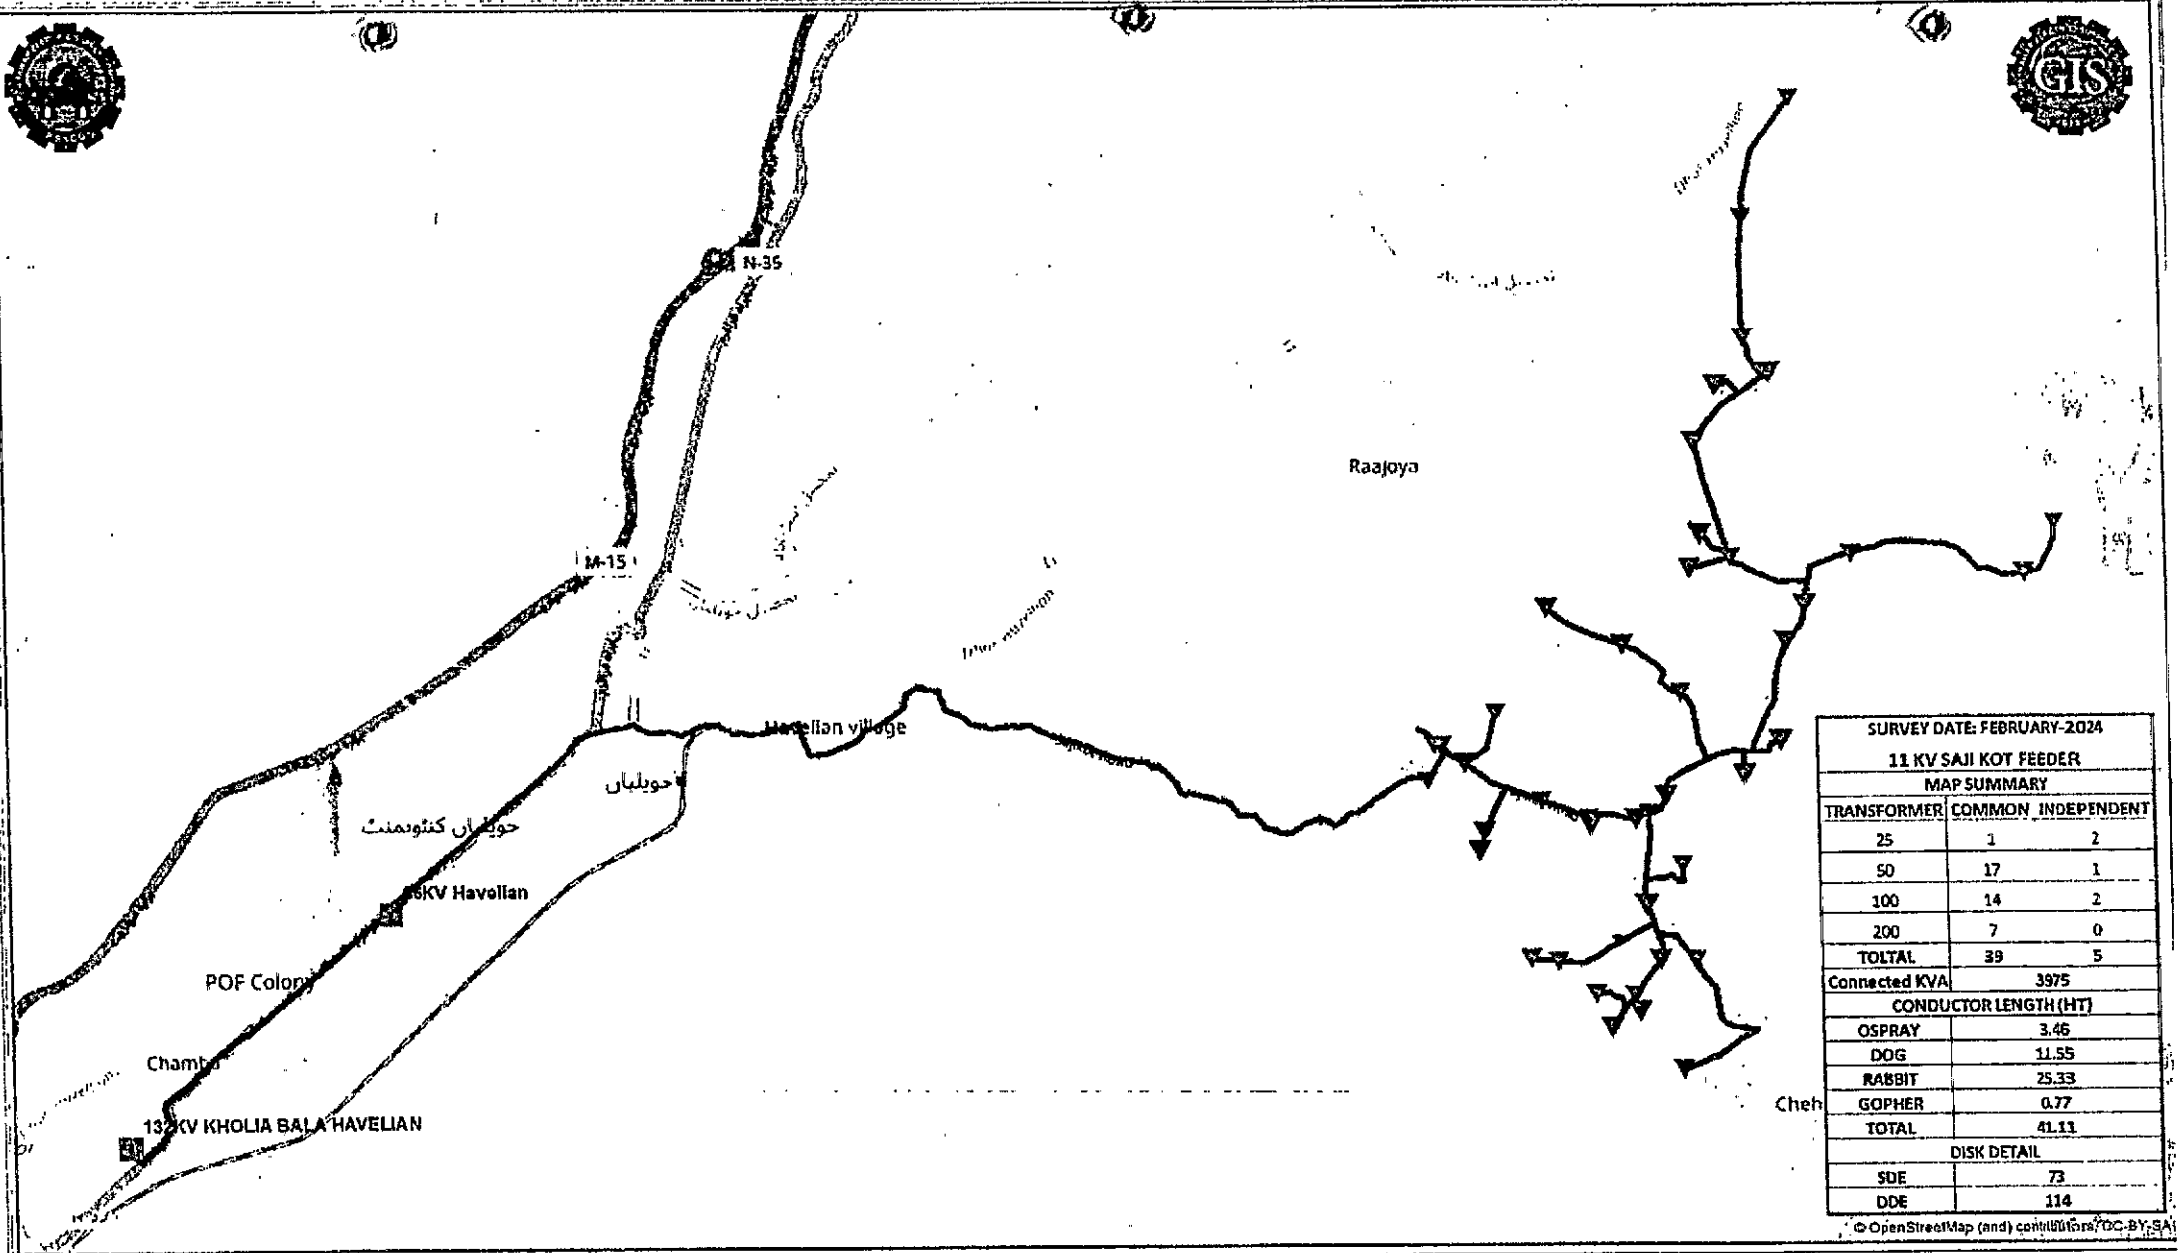 GIS
N-35
Raajoya
M-15
Havelian village
حویلیاں
حویلیاں کنٹونمنٹ
66KV Havelian
POF Colony
Chamba
132KV KHOLIA BALA HAVELIAN
Cheh
SURVEY DATE: FEBRUARY-2024
11 KV SAJI KOT FEEDER
MAP SUMMARY
TRANSFORMER COMMON INDEPENDENT
25 1 2
50 17 1
100 14 2
200 7 0
TOLTAL 39 5
Connected KVA 3975
CONDUCTOR LENGTH (HT)
OSPRAY 3.46
DOG 11.55
RABBIT 25.33
GOPHER 0.77
TOTAL 41.11
DISK DETAIL
SDE 73
DDE 114
© OpenStreetMap (and) contributors, CC-BY-SA